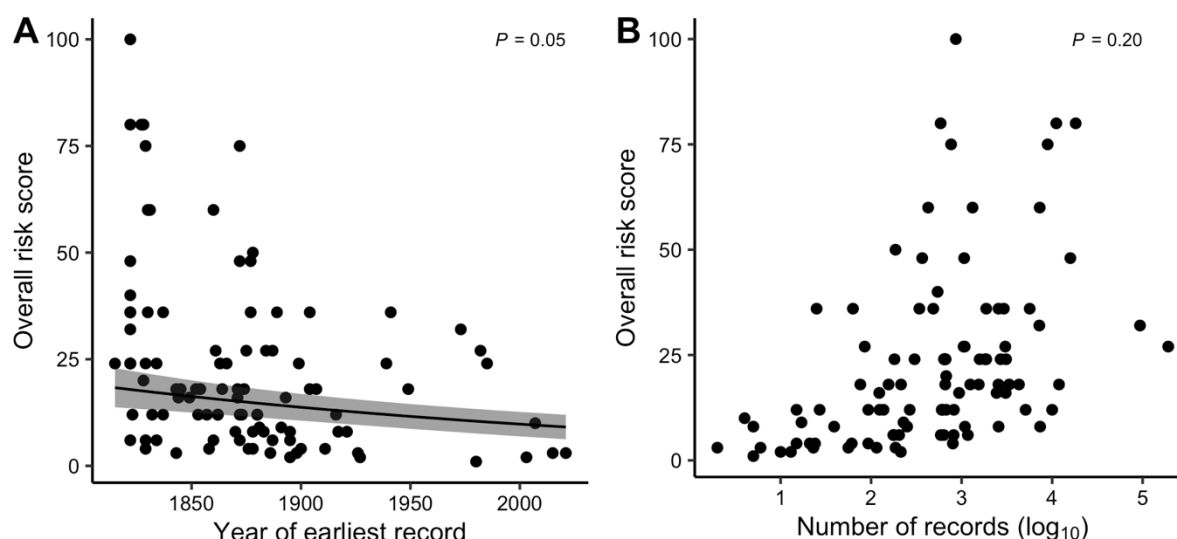 A
P = 0.05
Overall risk score
100
75
50
25
0
1850 1900 1950 2000
Year of earliest record
B
P = 0.20
Overall risk score
100
75
50
25
0
1 2 3 4 5
Number of records (log₁₀)